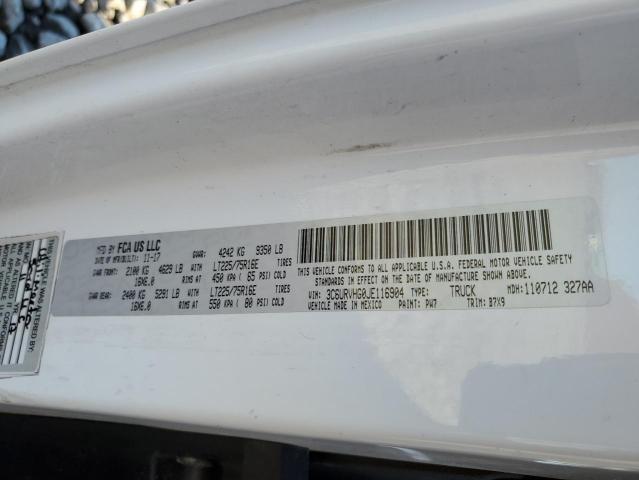 MFD BY FCA US LLC
DATE OF MFR(BUILT): 11-17 GVWR: 4242 KG 9350 LB
GAWR FRONT: 2100 KG 4629 LB WITH LT225/75R16E TIRES
16X6.0 450 KPA ( 65 PSI) COLD
GAWR REAR: 2400 KG 5291 LB WITH LT225/75R16E TIRES
16X6.0 550 KPA ( 80 PSI) COLD
THIS VEHICLE CONFORMS TO ALL APPLICABLE U.S.A. FEDERAL MOTOR VEHICLE SAFETY
STANDARDS IN EFFECT ON THE DATE OF MANUFACTURE SHOWN ABOVE.
VIN: 3C6URVHG0JE116904 TYPE: TRUCK MDH: 110712 327AA
VEHICLE MADE IN MEXICO PAINT: PW7 TRIM: B7X9